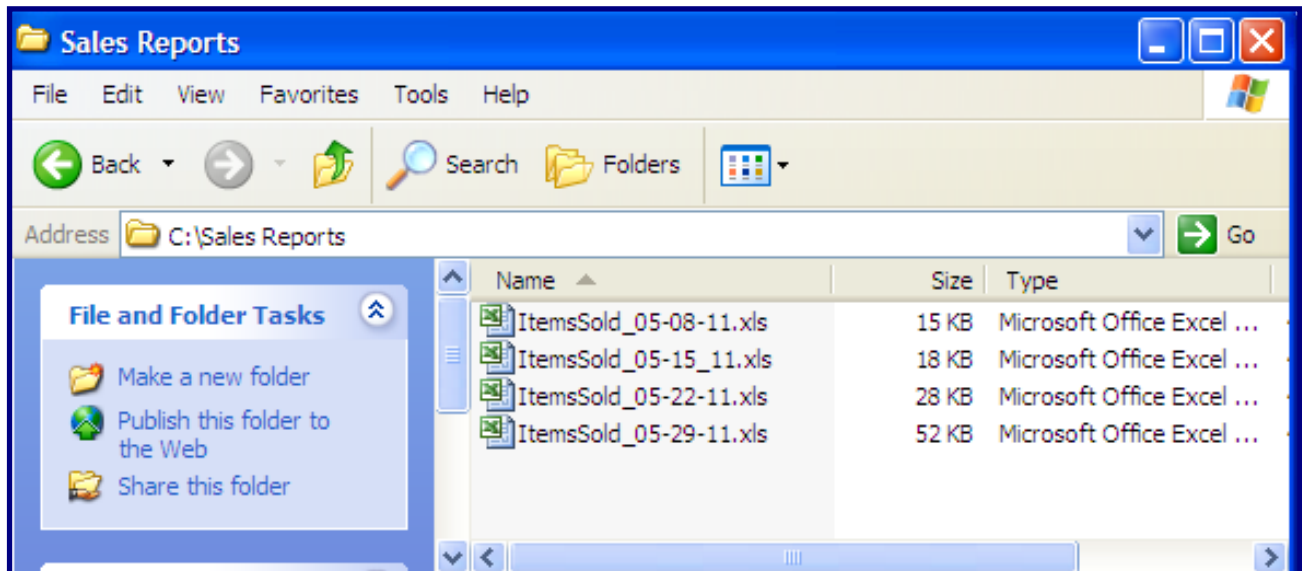 Sales Reports
File Edit View Favorites Tools Help
Back Search Folders
Address C:\Sales Reports Go
File and Folder Tasks
Make a new folder
Publish this folder to
the Web
Share this folder
Name Size Type
ItemsSold_05-08-11.xls 15 KB Microsoft Office Excel ...
ItemsSold_05-15_11.xls 18 KB Microsoft Office Excel ...
ItemsSold_05-22-11.xls 28 KB Microsoft Office Excel ...
ItemsSold_05-29-11.xls 52 KB Microsoft Office Excel ...